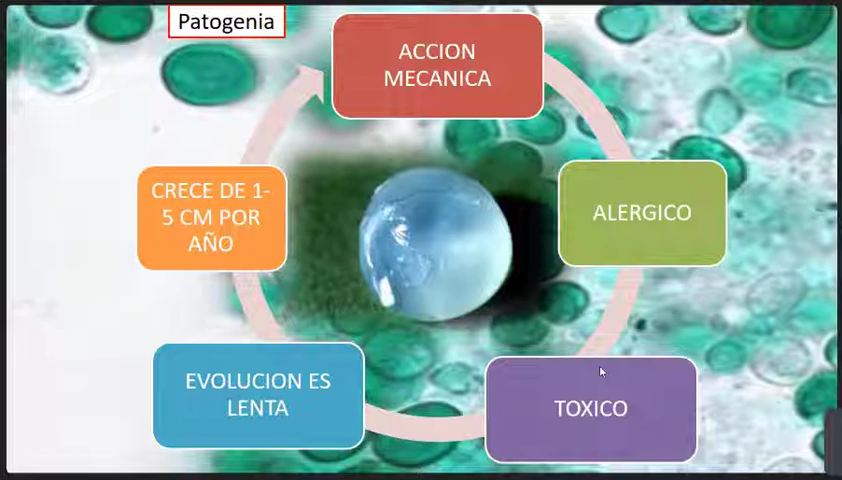 Patogenia
ACCION
MECANICA
ALERGICO
TOXICO
EVOLUCION ES
LENTA
CRECE DE 1-
5 CM POR
AÑO